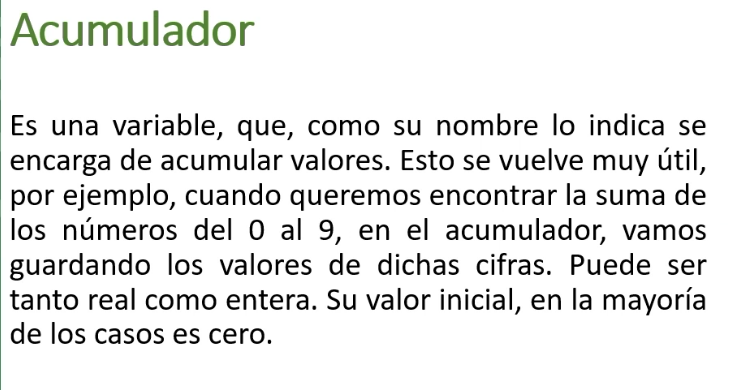 Acumulador
Es una variable, que, como su nombre lo indica se
encarga de acumular valores. Esto se vuelve muy útil,
por ejemplo, cuando queremos encontrar la suma de
los números del 0 al 9, en el acumulador, vamos
guardando los valores de dichas cifras. Puede ser
tanto real como entera. Su valor inicial, en la mayoría
de los casos es cero.